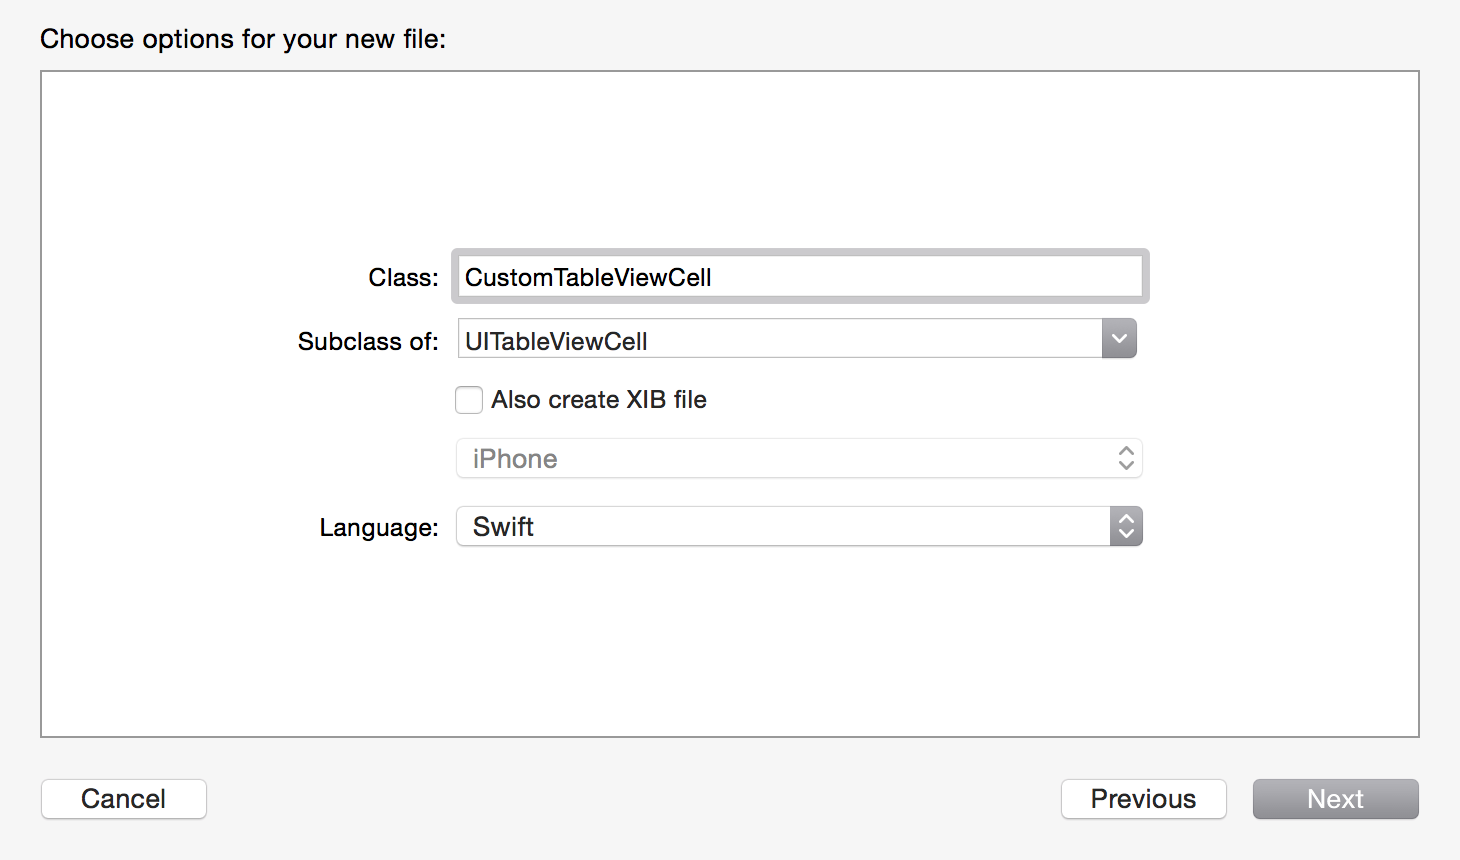 Choose options for your new file:
Class: CustomTableViewCell
Subclass of: UITableViewCell
Also create XIB file
iPhone
Language: Swift
Cancel Previous Next